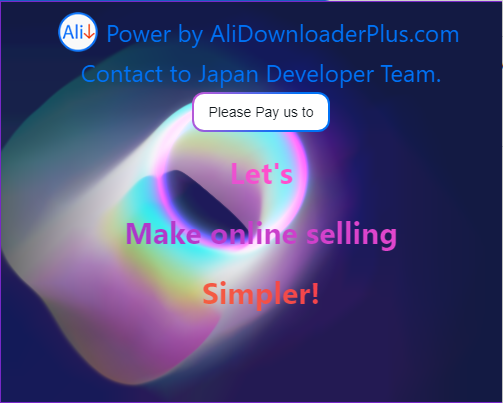 Ali↓ Power by AliDownloaderPlus.com
Contact to Japan Developer Team.
Please Pay us to
Let's
Make online selling
Simpler!